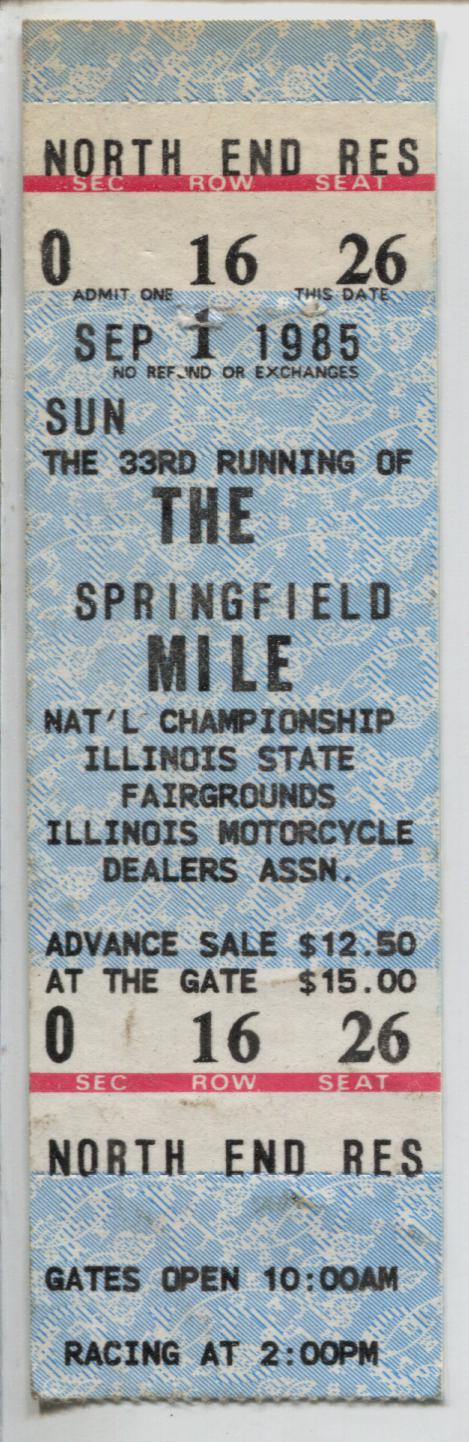 NORTH END RES
SEC ROW SEAT
O 16 26
ADMIT ONE THIS DATE
SEP 1 1985
NO REFUND OR EXCHANGES
SUN
THE 33RD RUNNING OF
THE
SPRINGFIELD
MILE
NAT'L CHAMPIONSHIP
ILLINOIS STATE
FAIRGROUNDS
ILLINOIS MOTORCYCLE
DEALERS ASSN.
ADVANCE SALE $12.50
AT THE GATE $15.00
O 16 26
SEC ROW SEAT
NORTH END RES
GATES OPEN 10:00AM
RACING AT 2:00PM